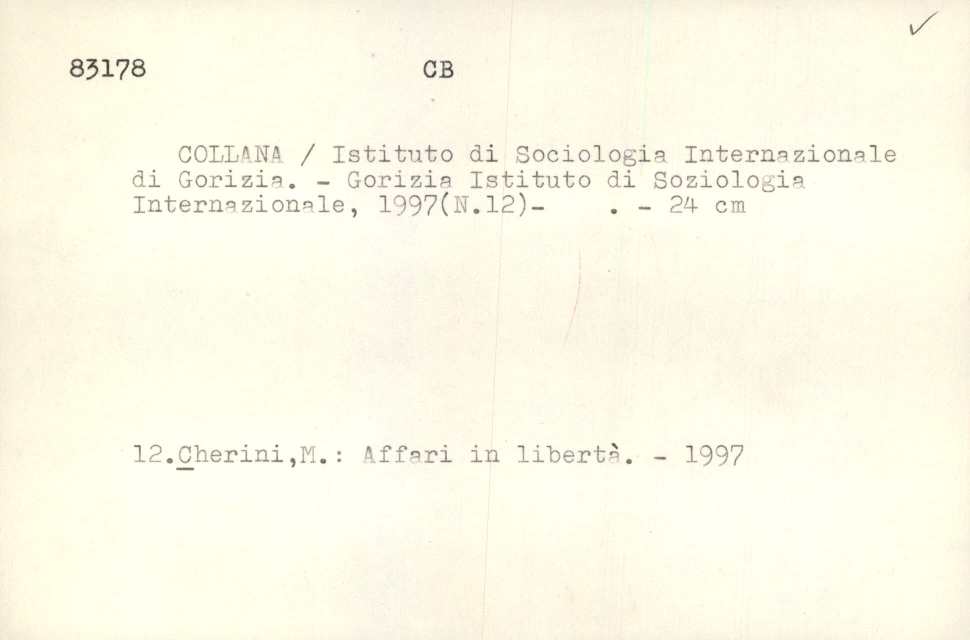 83178 CB
COLLANA / Istituto di Sociologia Internazionale
di Gorizia. - Gorizia Istituto di Soziologia
Internazionale, 1997(N.12)- . - 24 cm
12.Cherini,M.: Affari in libertà. - 1997